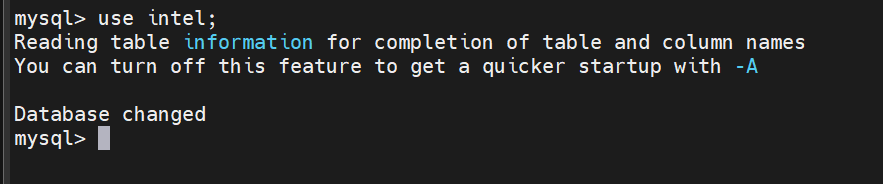 mysql> use intel;
Reading table information for completion of table and column names
You can turn off this feature to get a quicker startup with -A
Database changed
mysql>